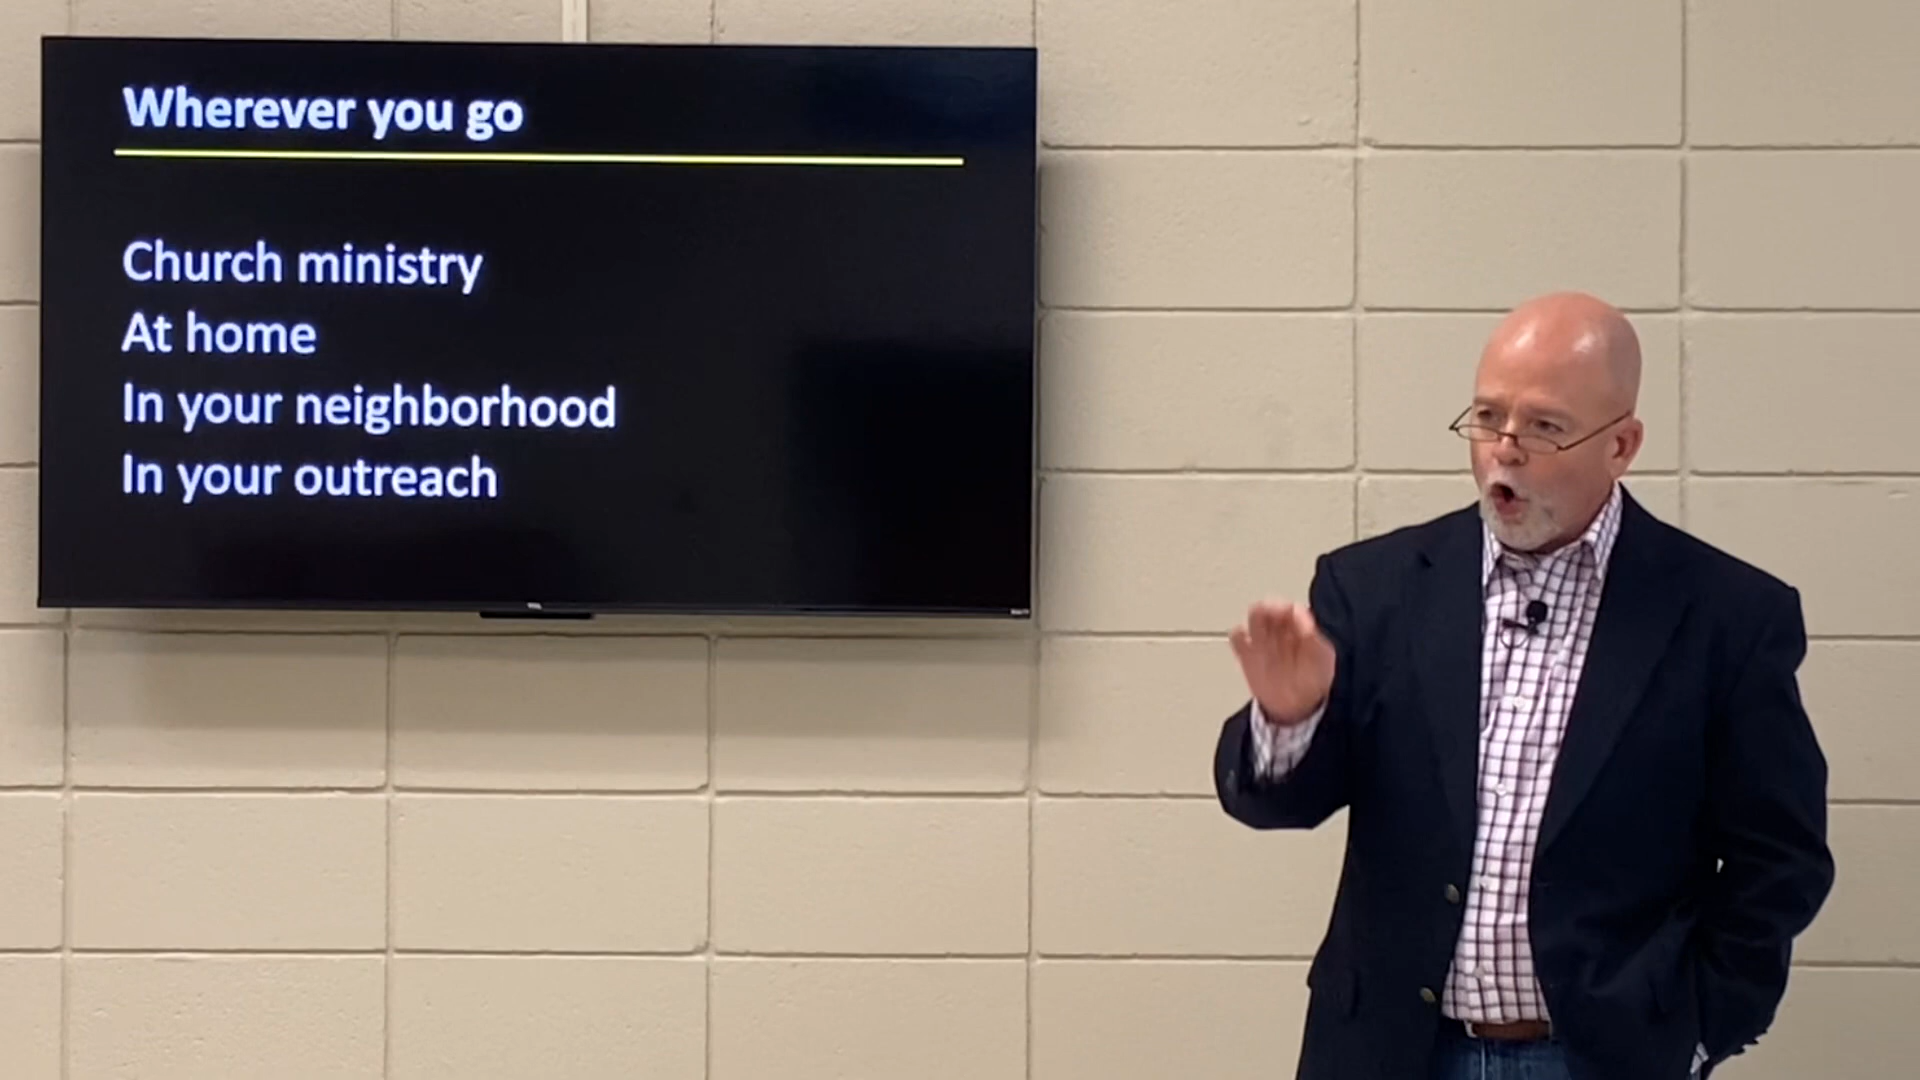 Wherever you go
Church ministry
At home
In your neighborhood
In your outreach